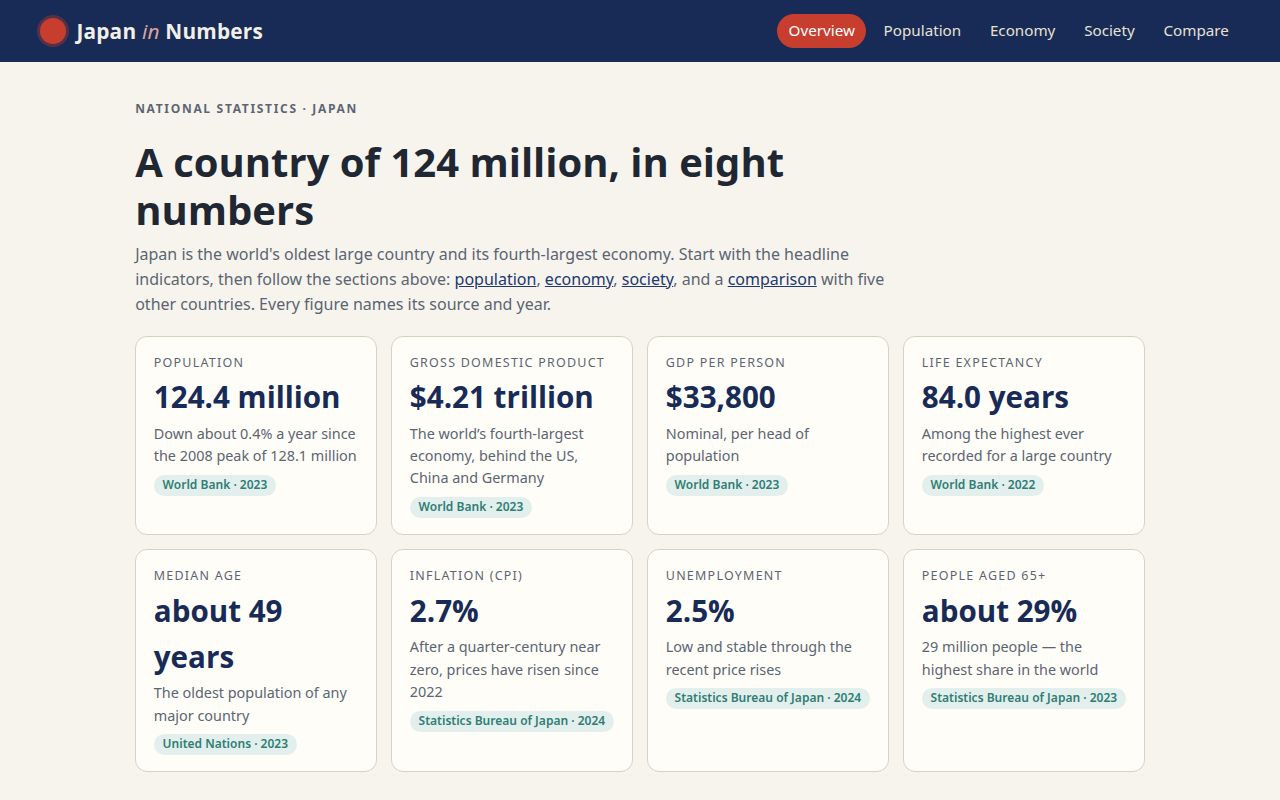 Japan in Numbers
Overview
Population
Economy
Society
Compare
NATIONAL STATISTICS · JAPAN
A country of 124 million, in eight
numbers
Japan is the world's oldest large country and its fourth-largest economy. Start with the headline
indicators, then follow the sections above: population, economy, society, and a comparison with five
other countries. Every figure names its source and year.
POPULATION
124.4 million
Down about 0.4% a year since
the 2008 peak of 128.1 million
World Bank · 2023
GROSS DOMESTIC PRODUCT
$4.21 trillion
The world’s fourth-largest
economy, behind the US,
China and Germany
World Bank · 2023
GDP PER PERSON
$33,800
Nominal, per head of
population
World Bank · 2023
LIFE EXPECTANCY
84.0 years
Among the highest ever
recorded for a large country
World Bank · 2022
MEDIAN AGE
about 49
years
The oldest population of any
major country
United Nations · 2023
INFLATION (CPI)
2.7%
After a quarter-century near
zero, prices have risen since
2022
Statistics Bureau of Japan · 2024
UNEMPLOYMENT
2.5%
Low and stable through the
recent price rises
Statistics Bureau of Japan · 2024
PEOPLE AGED 65+
about 29%
29 million people — the
highest share in the world
Statistics Bureau of Japan · 2023